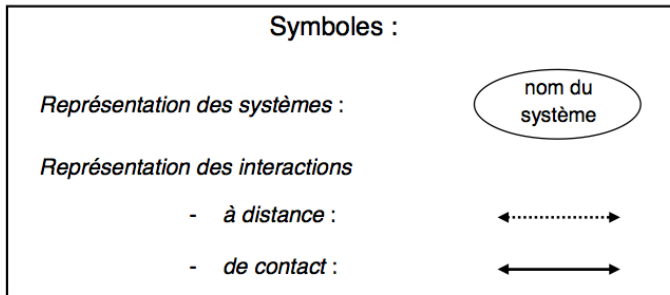 Symboles :
Représentation des systèmes :
nom du
système
Représentation des interactions
- à distance :
- de contact :